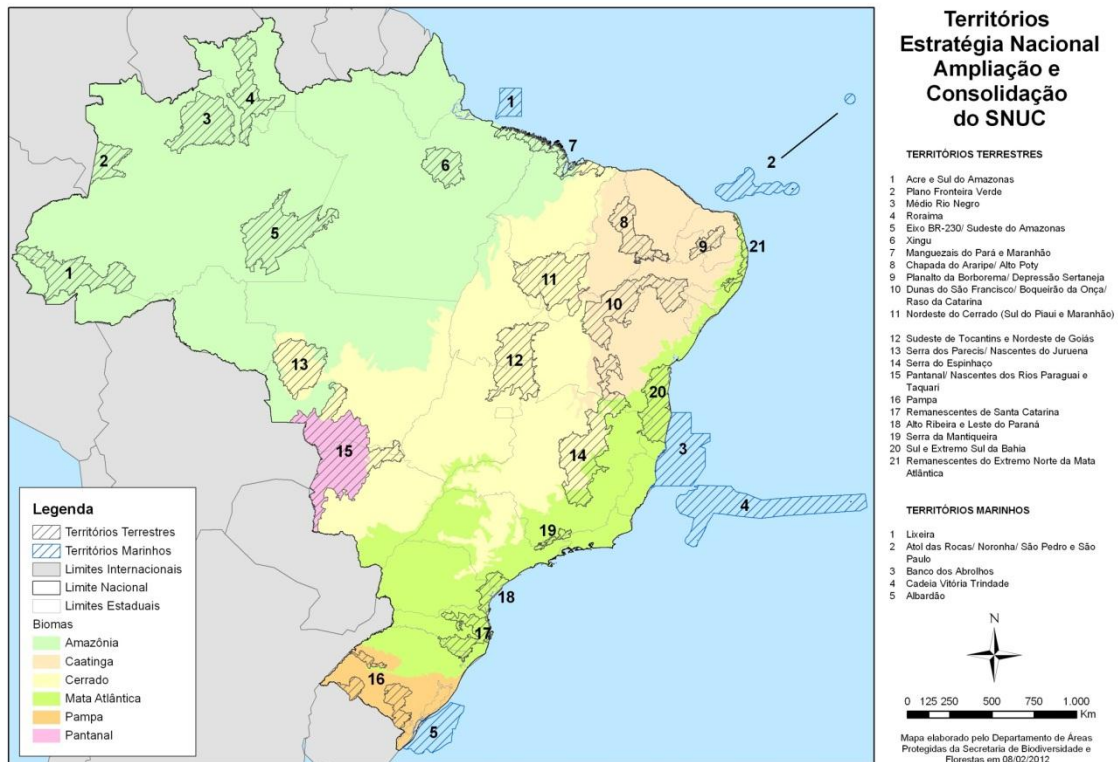 Territórios
Estratégia Nacional
Ampliação e
Consolidação
do SNUC
TERRITÓRIOS TERRESTRES
1 Acre e Sul do Amazonas
2 Plano Fronteira Verde
3 Médio Rio Negro
4 Roraima
5 Eixo BR-230/ Sudeste do Amazonas
6 Xingu
7 Manguezais do Pará e Maranhão
8 Chapada do Araripe/ Alto Poty
9 Planalto da Borborema/ Depressão Sertaneja
10 Dunas do São Francisco/ Boqueirão da Onça/
Raso da Catarina
11 Nordeste do Cerrado (Sul do Piaui e Maranhão)
12 Sudeste de Tocantins e Nordeste de Goiás
13 Serra dos Parecis/ Nascentes do Juruena
14 Serra do Espinhaço
15 Pantanal/ Nascentes dos Rios Paraguai e
Taquari
16 Pampa
17 Remanescentes de Santa Catarina
18 Alto Ribeira e Leste do Paraná
19 Serra da Mantiqueira
20 Sul e Extremo Sul da Bahia
21 Remanescentes do Extremo Norte da Mata
Atlântica
TERRITÓRIOS MARINHOS
1 Lixeira
2 Atol das Rocas/ Noronha/ São Pedro e São
Paulo
3 Banco dos Abrolhos
4 Cadeia Vitória Trindade
5 Albardão
N
0 125 250 500 750 1.000
Km
Mapa elaborado pelo Departamento de Áreas
Protegidas da Secretaria de Biodiversidade e
Florestas em 08/02/2012
1
4
3
2
7
2
6
8
5
9
21
11
1
10
12
13
20
15
3
14
4
19
18
17
16
5
Legenda
Territórios Terrestres
Territórios Marinhos
Limites Internacionais
Limite Nacional
Limites Estaduais
Biomas
Amazônia
Caatinga
Cerrado
Mata Atlântica
Pampa
Pantanal